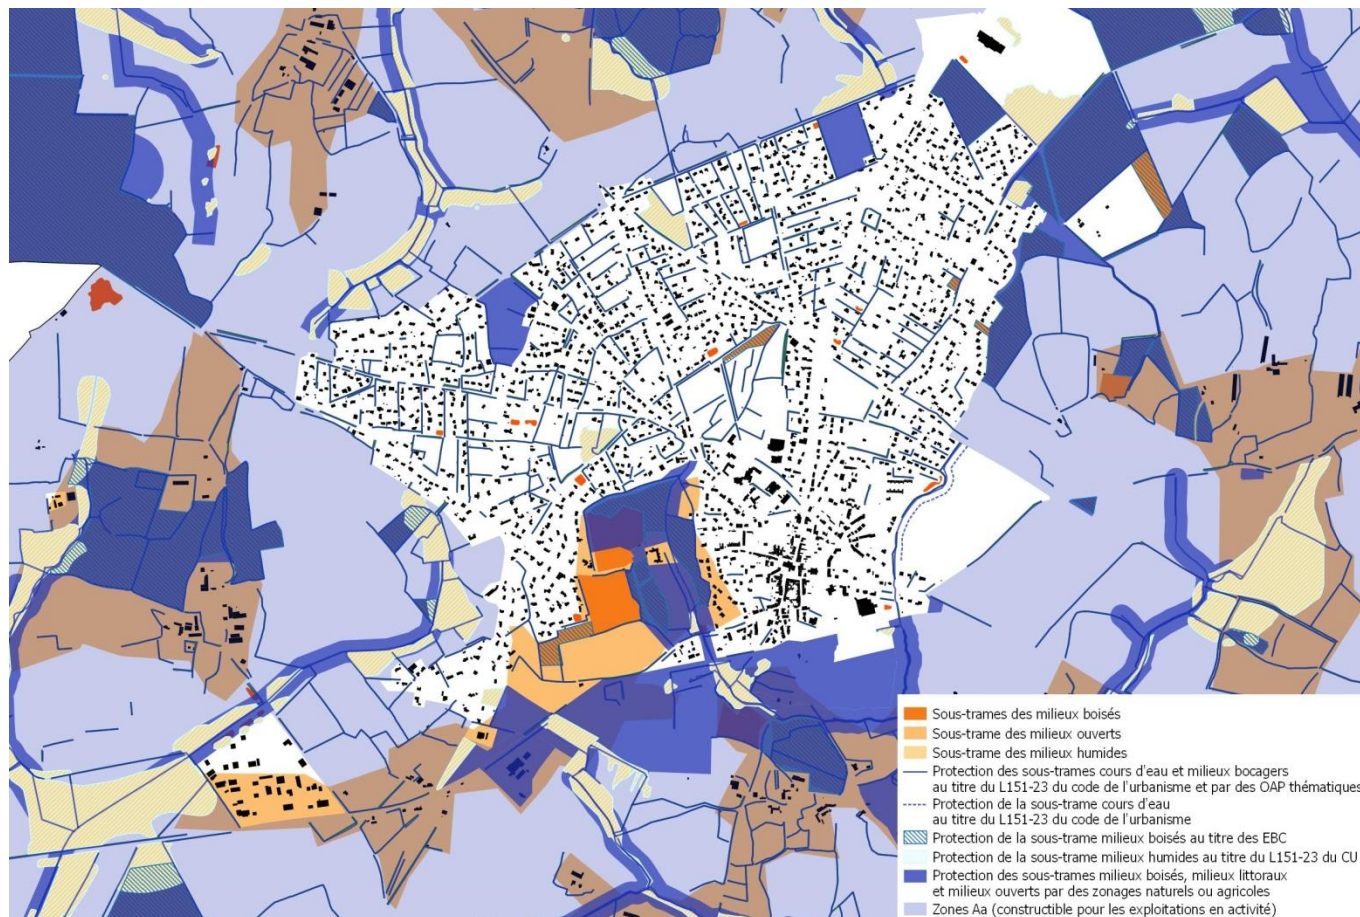 Sous-trames des milieux boisés
Sous-trame des milieux ouverts
Sous-trame des milieux humides
Protection des sous-trames cours d'eau et milieux bocagers
au titre du L151-23 du code de l'urbanisme et par des OAP thématiques
Protection de la sous-trame cours d'eau
au titre du L151-23 du code de l'urbanisme
Protection de la sous-trame milieux boisés au titre des EBC
Protection de la sous-trame milieux humides au titre du L151-23 du CU
Protection des sous-trames milieux boisés, milieux littoraux
et milieux ouverts par des zonages naturels ou agricoles
Zones Aa (constructible pour les exploitations en activité)